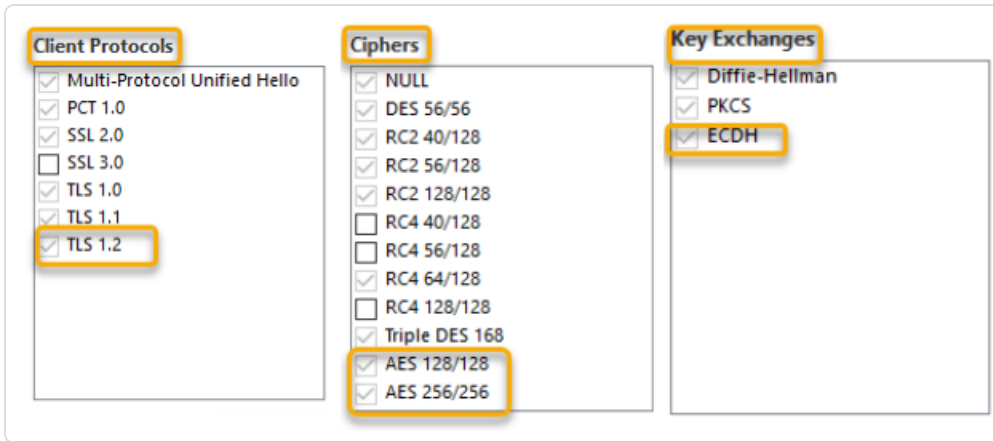 Client Protocols
Multi-Protocol Unified Hello
PCT 1.0
SSL 2.0
SSL 3.0
TLS 1.0
TLS 1.1
TLS 1.2
Ciphers
NULL
DES 56/56
RC2 40/128
RC2 56/128
RC2 128/128
RC4 40/128
RC4 56/128
RC4 64/128
RC4 128/128
Triple DES 168
AES 128/128
AES 256/256
Key Exchanges
Diffie-Hellman
PKCS
ECDH